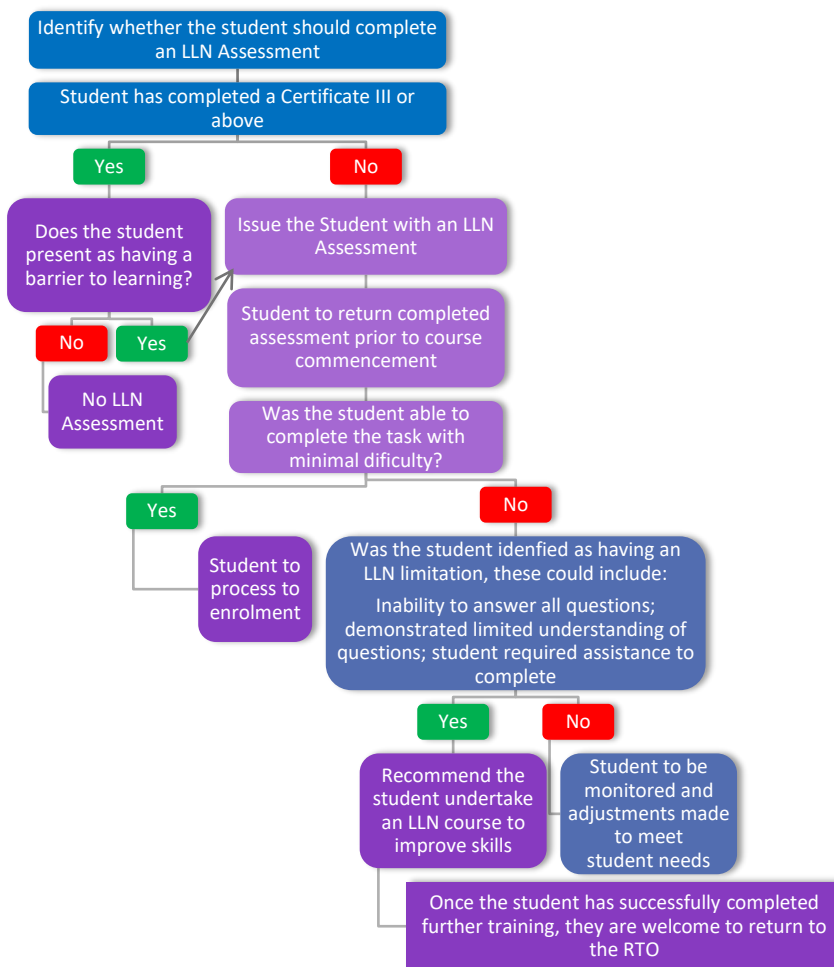 Identify whether the student should complete
an LLN Assessment
Student has completed a Certificate III or
above
Yes
No
Does the student
present as having a
barrier to learning?
Issue the Student with an LLN
Assessment
No
Yes
Student to return completed
assessment prior to course
commencement
No LLN
Assessment
Was the student able to
complete the task with
minimal dificulty?
Yes
No
Student to
process to
enrolment
Was the student idenfied as having an
LLN limitation, these could include:
Inability to answer all questions;
demonstrated limited understanding of
questions; student required assistance to
complete
Yes
No
Recommend the
student undertake
an LLN course to
improve skills
Student to be
monitored and
adjustments made
to meet
student needs
Once the student has successfully completed
further training, they are welcome to return to
the RTO